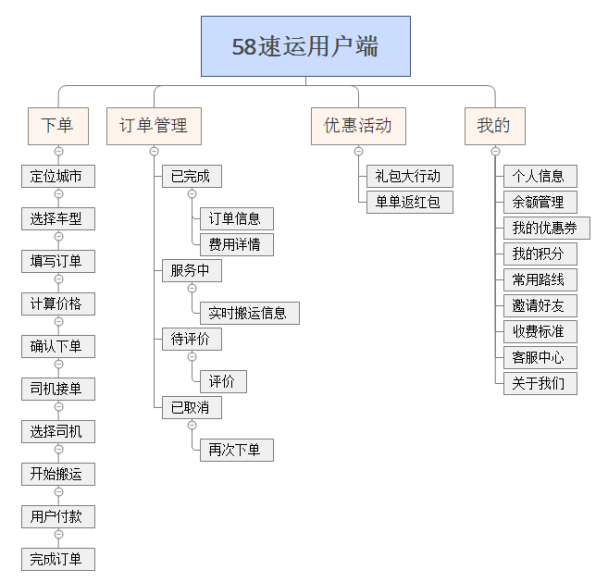 58速运用户端
下单
定位城市
选择车型
填写订单
计算价格
确认下单
司机接单
选择司机
开始搬运
用户付款
完成订单
订单管理
已完成
订单信息
费用详情
服务中
实时搬运信息
待评价
评价
已取消
再次下单
优惠活动
礼包大行动
单单返红包
我的
个人信息
余额管理
我的优惠券
我的积分
常用路线
邀请好友
收费标准
客服中心
关于我们